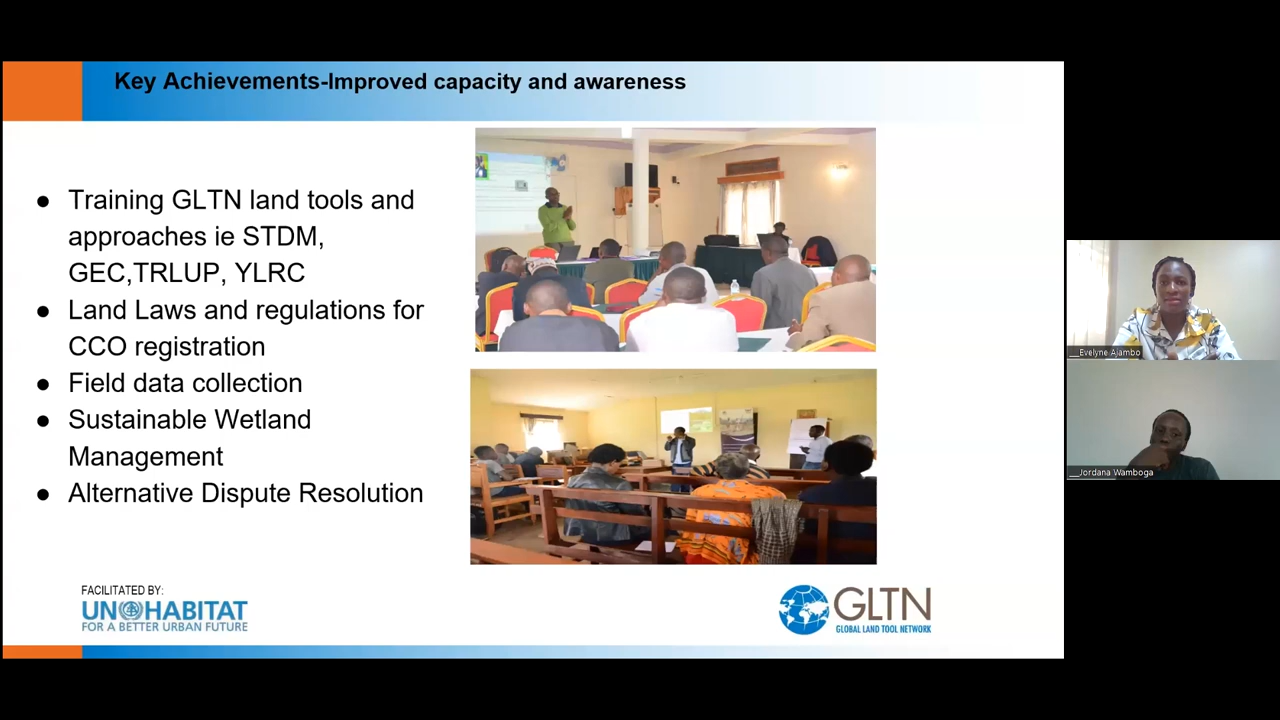 Key Achievements-Improved capacity and awareness
● Training GLTN land tools and
approaches ie STDM,
GEC,TRLUP, YLRC
● Land Laws and regulations for
CCO registration
● Field data collection
● Sustainable Wetland
Management
● Alternative Dispute Resolution
FACILITATED BY:
UN HABITAT
FOR A BETTER URBAN FUTURE
GLTN
GLOBAL LAND TOOL NETWORK
__Evelyne Ajambo
__Jordana Wamboga